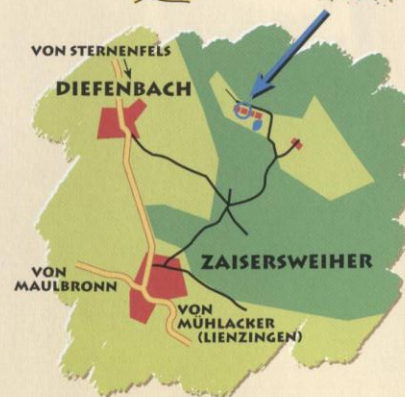 VON STERNENFELS
DIEFENBACH
ZAISERSWEIHER
VON
MAULBRONN
VON
MÜHLACKER
(LIENZINGEN)